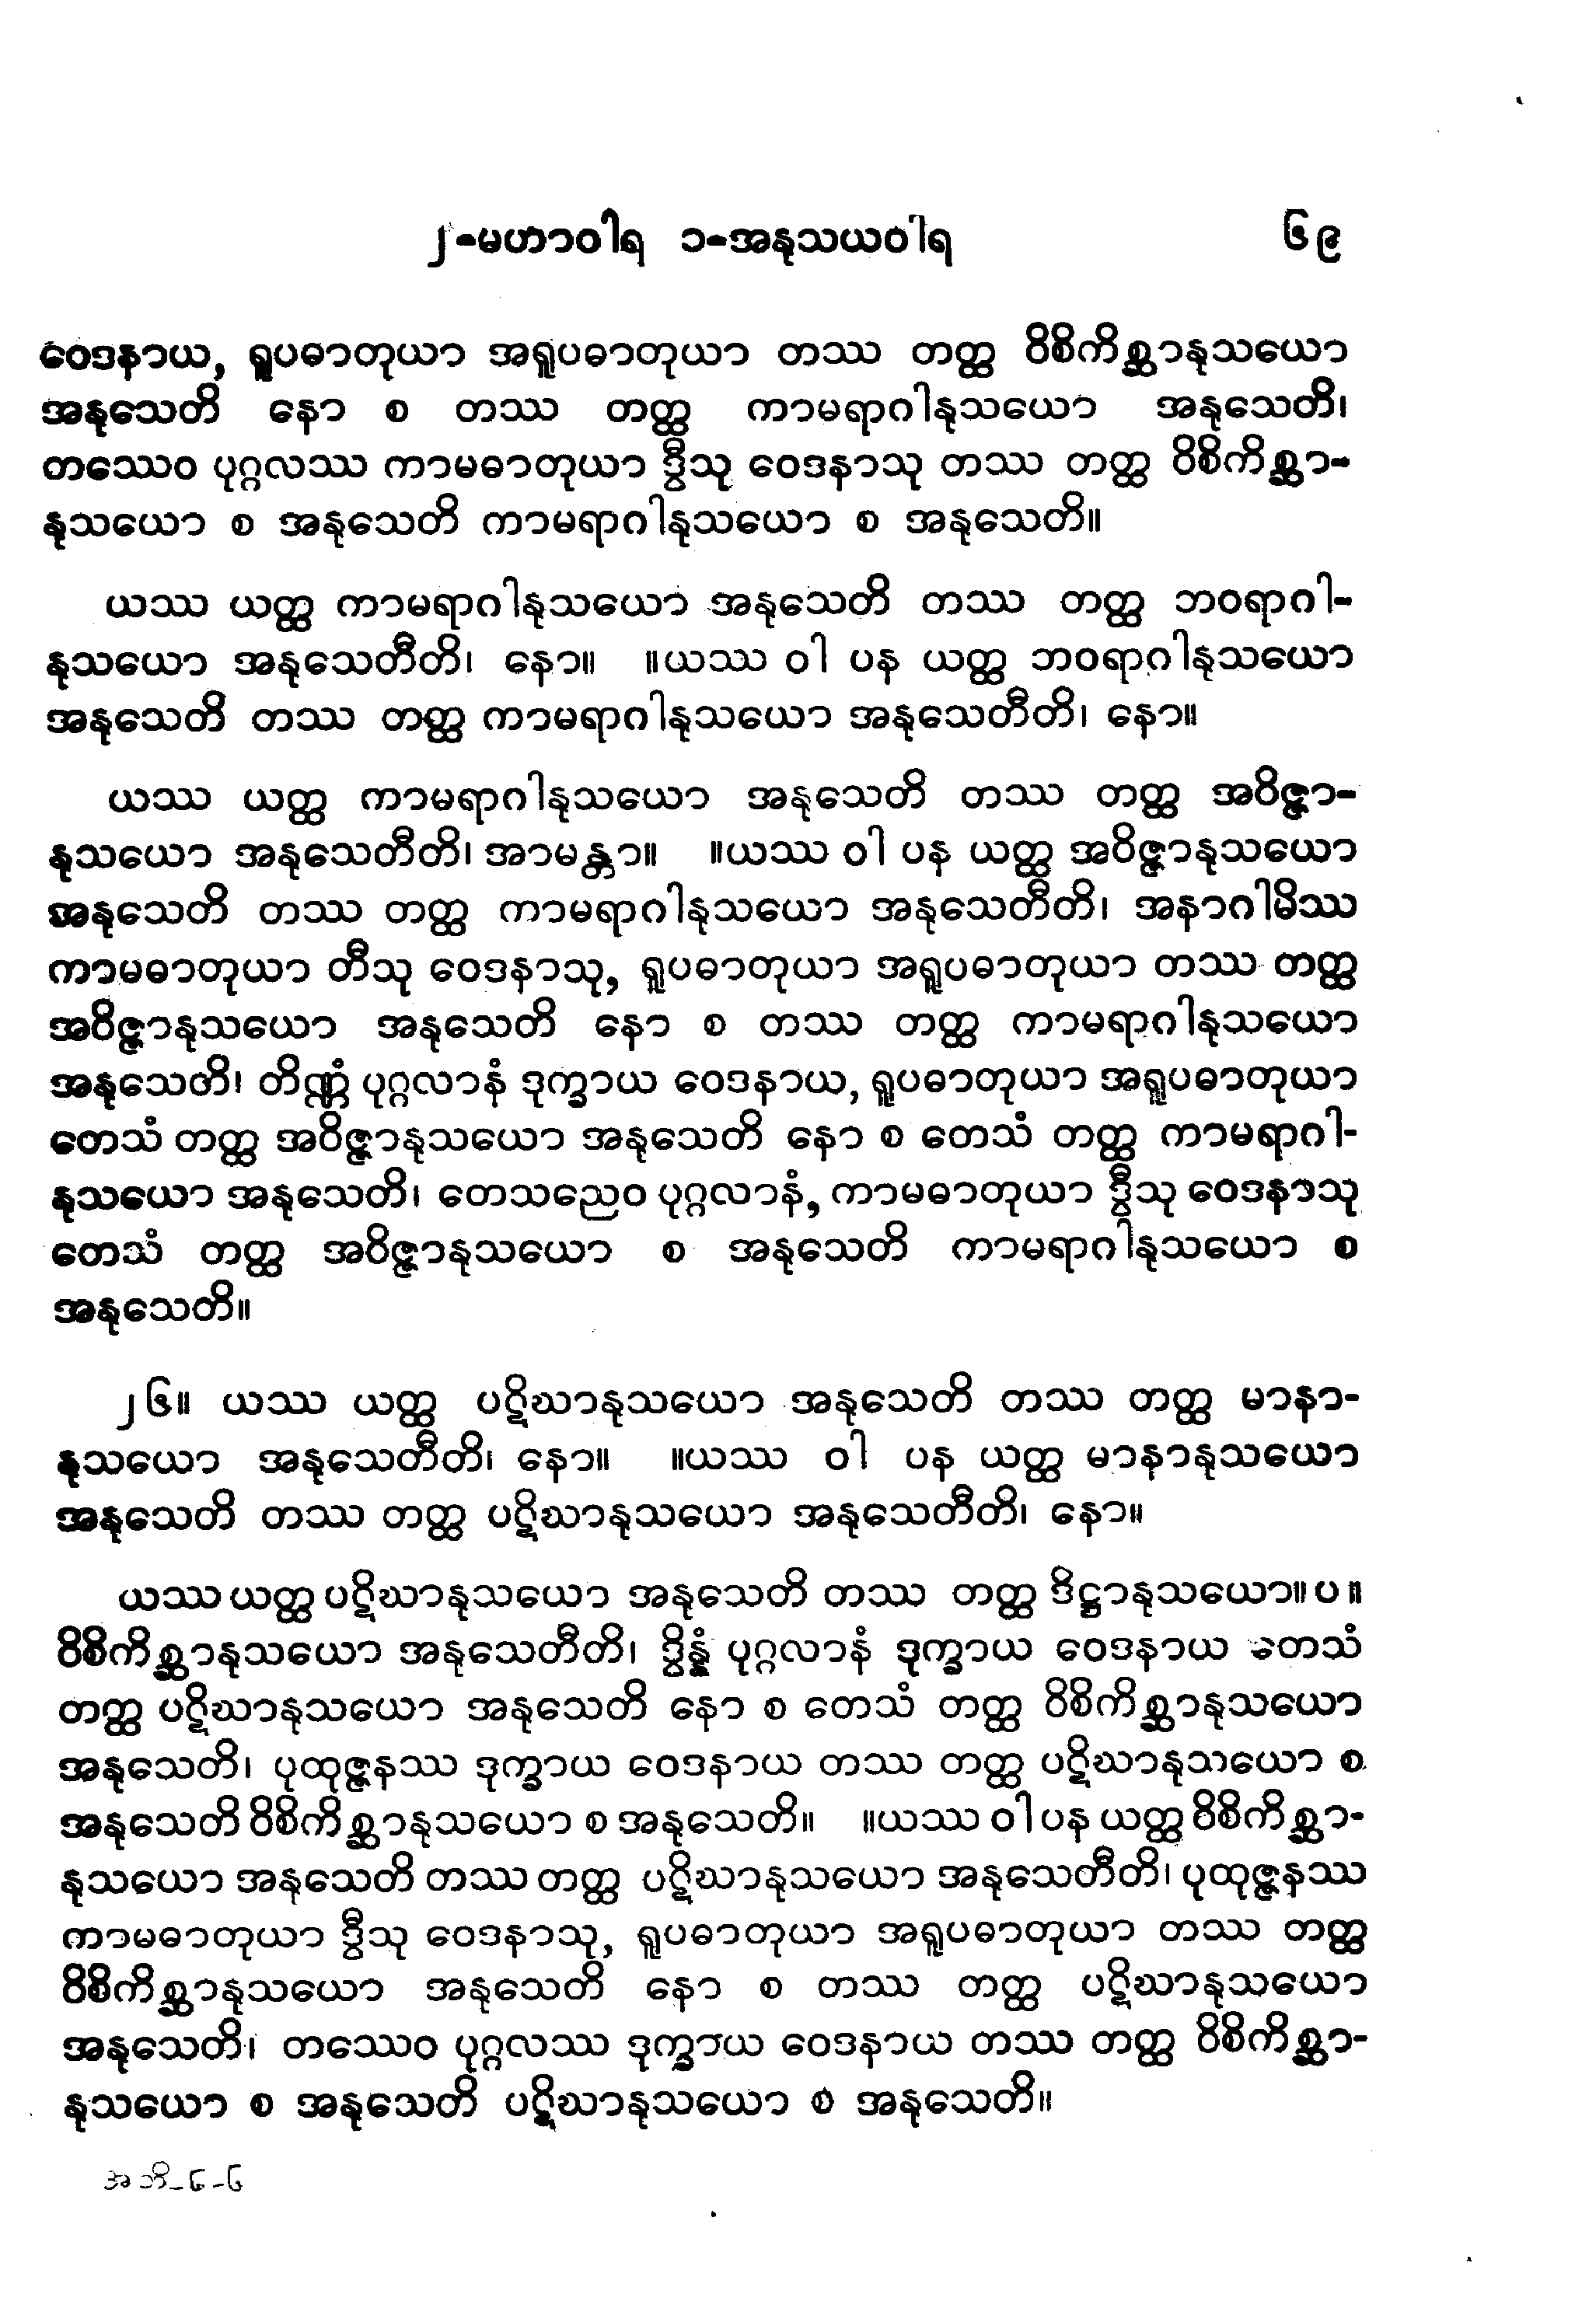 ၂-မဟာဝါရ ၁-အနုသယဝါရ ၆၉
ဝေဒနာယ, ရူပဓာတုယာ အရူပဓာတုယာ တဿ တတ္ထ ဝိစိကိစ္ဆာနုသယော
အနုသေတိ နော စ တဿ တတ္ထ ကာမရာဂါနုသယော အနုသေတိ၊
တဿေဝ ပုဂ္ဂလဿ ကာမဓာတုယာ ဒွီသု ဝေဒနာသု တဿ တတ္ထ ဝိစိကိစ္ဆာ-
နုသယော စ အနုသေတိ ကာမရာဂါနုသယော စ အနုသေတိ။
ယဿ ယတ္ထ ကာမရာဂါနုသယော အနုသေတိ တဿ တတ္ထ ဘဝရာဂါ-
နုသယော အနုသေတီတိ၊ နော။ ။ယဿ ဝါ ပန ယတ္ထ ဘဝရာဂါနုသယော
အနုသေတိ တဿ တတ္ထ ကာမရာဂါနုသယော အနုသေတီတိ၊ နော။
ယဿ ယတ္ထ ကာမရာဂါနုသယော အနုသေတိ တဿ တတ္ထ အဝိဇ္ဇာ-
နုသယော အနုသေတီတိ၊ အာမန္တာ။ ။ယဿ ဝါ ပန ယတ္ထ အဝိဇ္ဇာနုသယော
အနုသေတိ တဿ တတ္ထ ကာမရာဂါနုသယော အနုသေတီတိ၊ အနာဂါမိဿ
ကာမဓာတုယာ တီသု ဝေဒနာသု, ရူပဓာတုယာ အရူပဓာတုယာ တဿ တတ္ထ
အဝိဇ္ဇာနုသယော အနုသေတိ နော စ တဿ တတ္ထ ကာမရာဂါနုသယော
အနုသေတိ၊ တိဏ္ဏံ ပုဂ္ဂလာနံ ဒုက္ခာယ ဝေဒနာယ, ရူပဓာတုယာ အရူပဓာတုယာ
တေသံ တတ္ထ အဝိဇ္ဇာနုသယော အနုသေတိ နော စ တေသံ တတ္ထ ကာမရာဂါ-
နုသယော အနုသေတိ၊ တေသညေဝ ပုဂ္ဂလာနံ, ကာမဓာတုယာ ဒွီသု ဝေဒနာသု
တေသံ တတ္ထ အဝိဇ္ဇာနုသယော စ အနုသေတိ ကာမရာဂါနုသယော စ
အနုသေတိ။
၂၆။ ယဿ ယတ္ထ ပဋိဃာနုသယော အနုသေတိ တဿ တတ္ထ မာနာ-
နုသယော အနုသေတီတိ၊ နော။ ။ယဿ ဝါ ပန ယတ္ထ မာနာနုသယော
အနုသေတိ တဿ တတ္ထ ပဋိဃာနုသယော အနုသေတီတိ၊ နော။
ယဿ ယတ္ထ ပဋိဃာနုသယော အနုသေတိ တဿ တတ္ထ ဒိဋ္ဌာနုသယော။ ပ ။
ဝိစိကိစ္ဆာနုသယော အနုသေတီတိ၊ ဒွိန္နံ ပုဂ္ဂလာနံ ဒုက္ခာယ ဝေဒနာယ တေသံ
တတ္ထ ပဋိဃာနုသယော အနုသေတိ နော စ တေသံ တတ္ထ ဝိစိကိစ္ဆာနုသယော
အနုသေတိ၊ ပုထုဇ္ဇနဿ ဒုက္ခာယ ဝေဒနာယ တဿ တတ္ထ ပဋိဃာနုသယော စ
အနုသေတိ ဝိစိကိစ္ဆာနုသယော စ အနုသေတိ။ ။ယဿ ဝါ ပန ယတ္ထ ဝိစိကိစ္ဆာ-
နုသယော အနုသေတိ တဿ တတ္ထ ပဋိဃာနုသယော အနုသေတီတိ၊ ပုထုဇ္ဇနဿ
ကာမဓာတုယာ ဒွီသု ဝေဒနာသု, ရူပဓာတုယာ အရူပဓာတုယာ တဿ တတ္ထ
ဝိစိကိစ္ဆာနုသယော အနုသေတိ နော စ တဿ တတ္ထ ပဋိဃာနုသယော
အနုသေတိ၊ တဿေဝ ပုဂ္ဂလဿ ဒုက္ခာယ ဝေဒနာယ တဿ တတ္ထ ဝိစိကိစ္ဆာ-
နုသယော စ အနုသေတိ ပဋိဃာနုသယော စ အနုသေတိ။
အဘိ-၆-၆